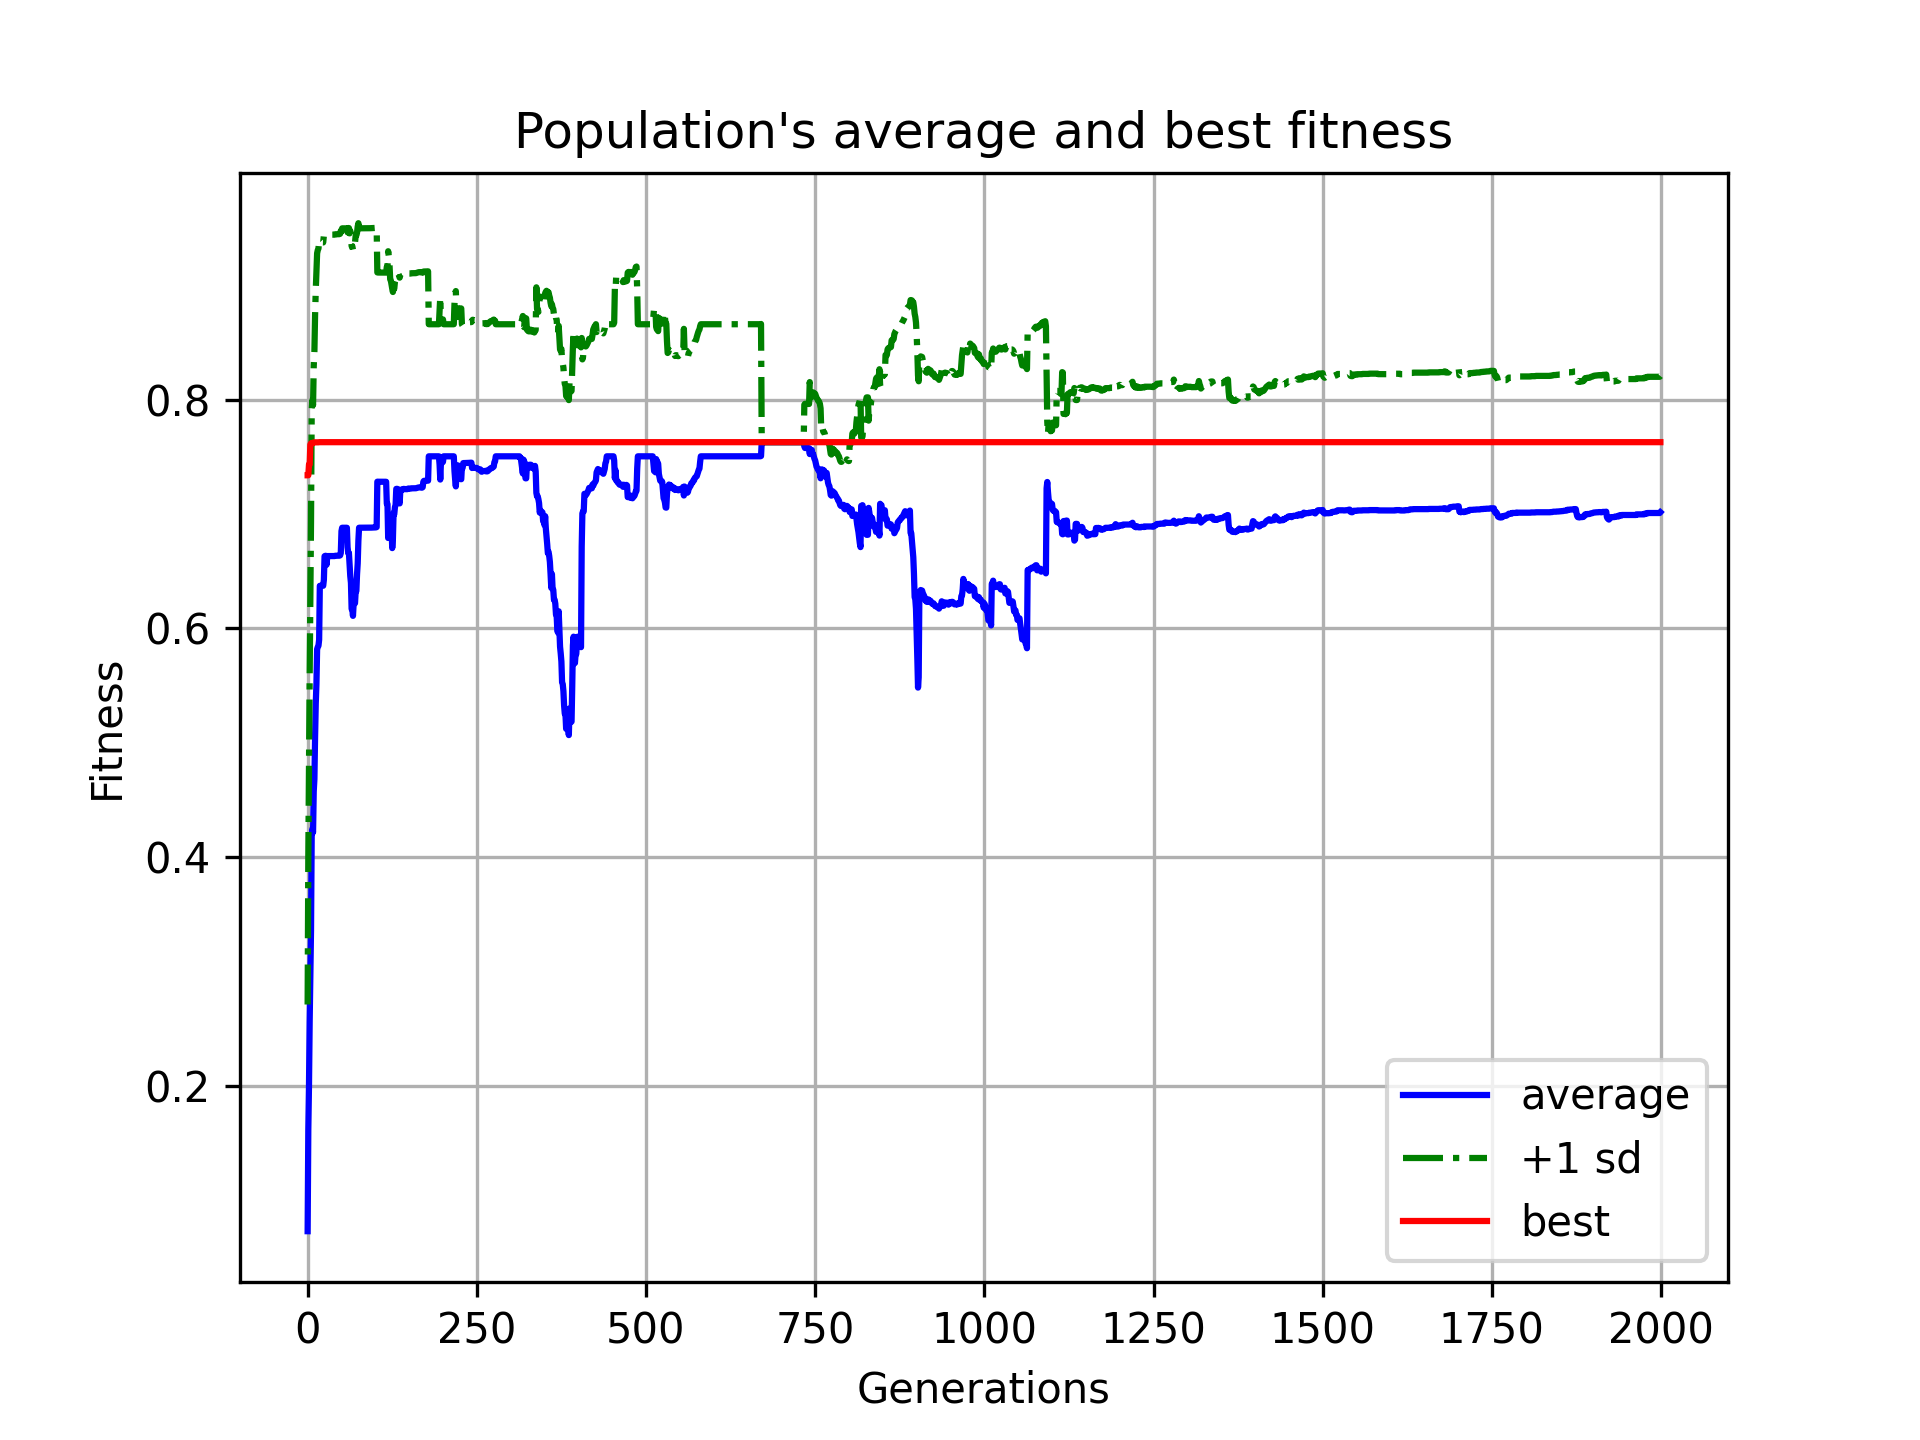 Population's average and best fitness
Fitness
0.8
0.6
0.4
0.2
0 250 500 750 1000 1250 1500 1750 2000
Generations
average
+1 sd
best